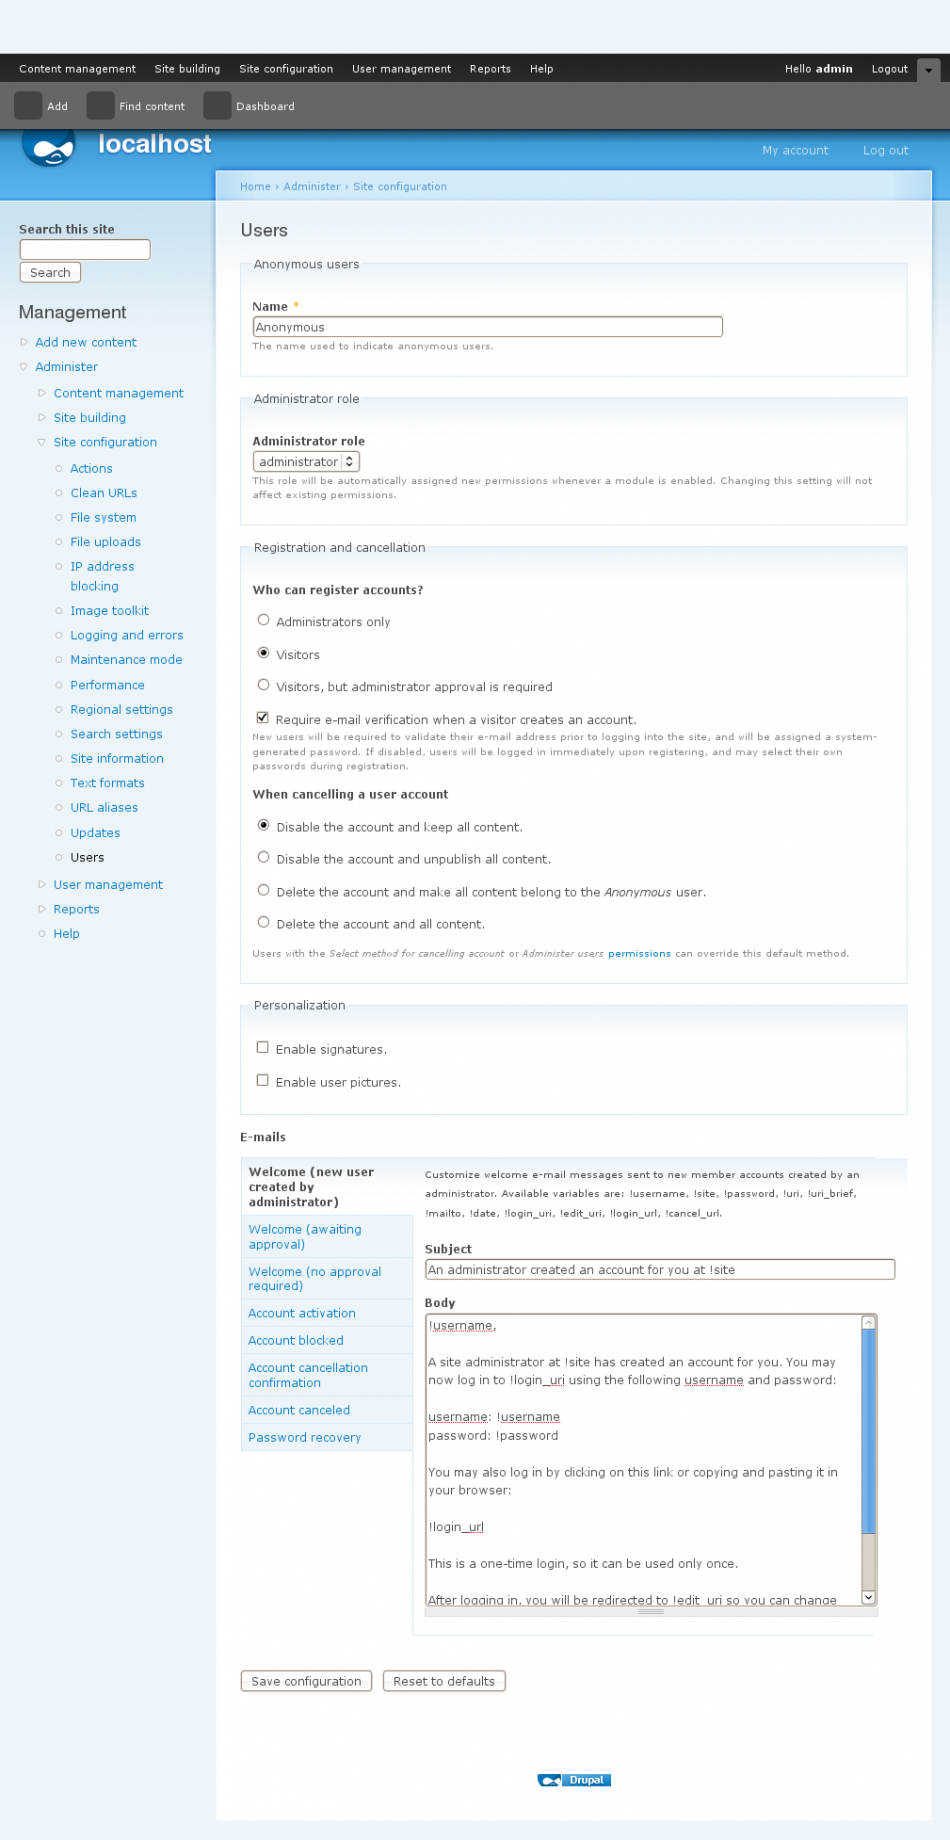 Content management Site building Site configuration User management Reports Help Hello admin Logout
Add Find content Dashboard
localhost
My account Log out
Home › Administer › Site configuration
Search this site
Search
Management
Add new content
Administer
Content management
Site building
Site configuration
Actions
Clean URLs
File system
File uploads
IP address
blocking
Image toolkit
Logging and errors
Maintenance mode
Performance
Regional settings
Search settings
Site information
Text formats
URL aliases
Updates
Users
User management
Reports
Help
Users
Anonymous users
Name *
Anonymous
The name used to indicate anonymous users.
Administrator role
Administrator role
administrator
This role will be automatically assigned new permissions whenever a module is enabled. Changing this setting will not
affect existing permissions.
Registration and cancellation
Who can register accounts?
Administrators only
Visitors
Visitors, but administrator approval is required
Require e-mail verification when a visitor creates an account.
New users will be required to validate their e-mail address prior to logging into the site, and will be assigned a system-
generated password. If disabled, users will be logged in immediately upon registering, and may select their own
passwords during registration.
When cancelling a user account
Disable the account and keep all content.
Disable the account and unpublish all content.
Delete the account and make all content belong to the Anonymous user.
Delete the account and all content.
Users with the Select method for cancelling account or Administer users permissions can override this default method.
Personalization
Enable signatures.
Enable user pictures.
E-mails
Welcome (new user
created by
administrator)
Welcome (awaiting
approval)
Welcome (no approval
required)
Account activation
Account blocked
Account cancellation
confirmation
Account canceled
Password recovery
Customize welcome e-mail messages sent to new member accounts created by an
administrator. Available variables are: !username, !site, !password, !uri, !uri_brief,
!mailto, !date, !login_uri, !edit_uri, !login_url, !cancel_url.
Subject
An administrator created an account for you at !site
Body
!username,
A site administrator at !site has created an account for you. You may
now log in to !login_uri using the following username and password:
username: !username
password: !password
You may also log in by clicking on this link or copying and pasting it in
your browser:
!login_url
This is a one-time login, so it can be used only once.
After logging in, you will be redirected to !edit_uri so you can change
Save configuration Reset to defaults
Drupal